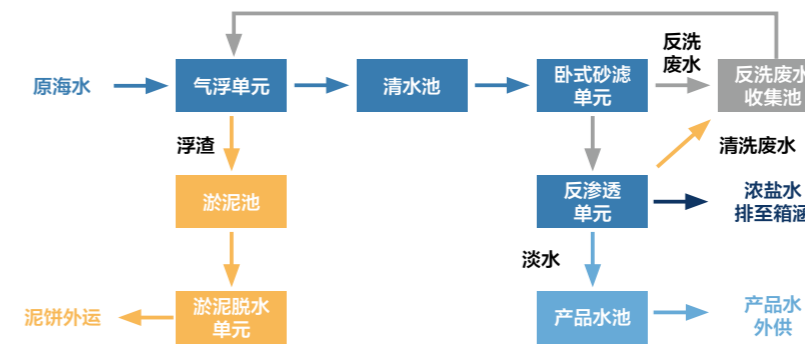 反洗
废水
原海水
气浮单元
清水池
卧式砂滤
单元
反洗废水
收集池
浮渣
清洗废水
淤泥池
反渗透
单元
浓盐水
排至箱涵
淡水
泥饼外运
淤泥脱水
单元
产品水池
产品水
外供